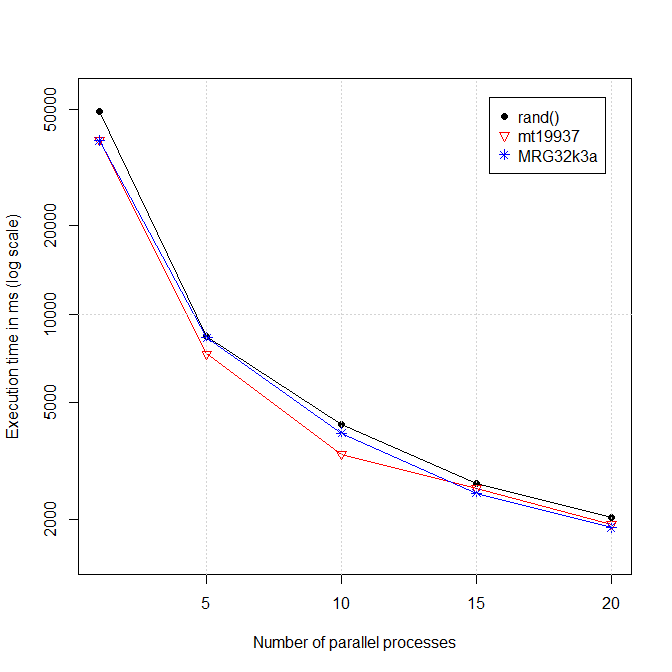 rand()
mt19937
MRG32k3a
50000
20000
10000
5000
2000
Execution time in ms (log scale)
5
10
15
20
Number of parallel processes